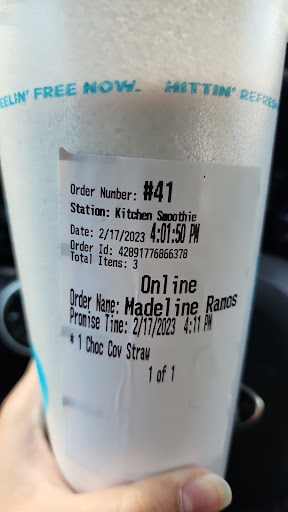 EELIN' FREE NOW. HITTIN' REFRES
Order Number: #41
Station: Kitchen Smoothie
Date: 2/17/2023 4:01:50 PM
Order Id: 42891776866378
Total Items: 3
Online
Order Name: Madeline Ramos
Promise Time: 2/17/2023 4:11 PM
* 1 Choc Cov Straw
1 of 1